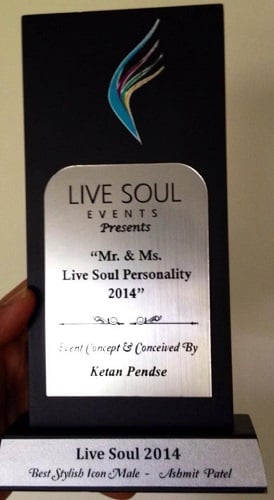 LIVE SOUL
EVENTS
Presents
"Mr. & Ms.
Live Soul Personality
2014"
Event Concept & Conceived By
Ketan Pendse
Live Soul 2014
Best Stylish Icon Male - Ashmit Patel